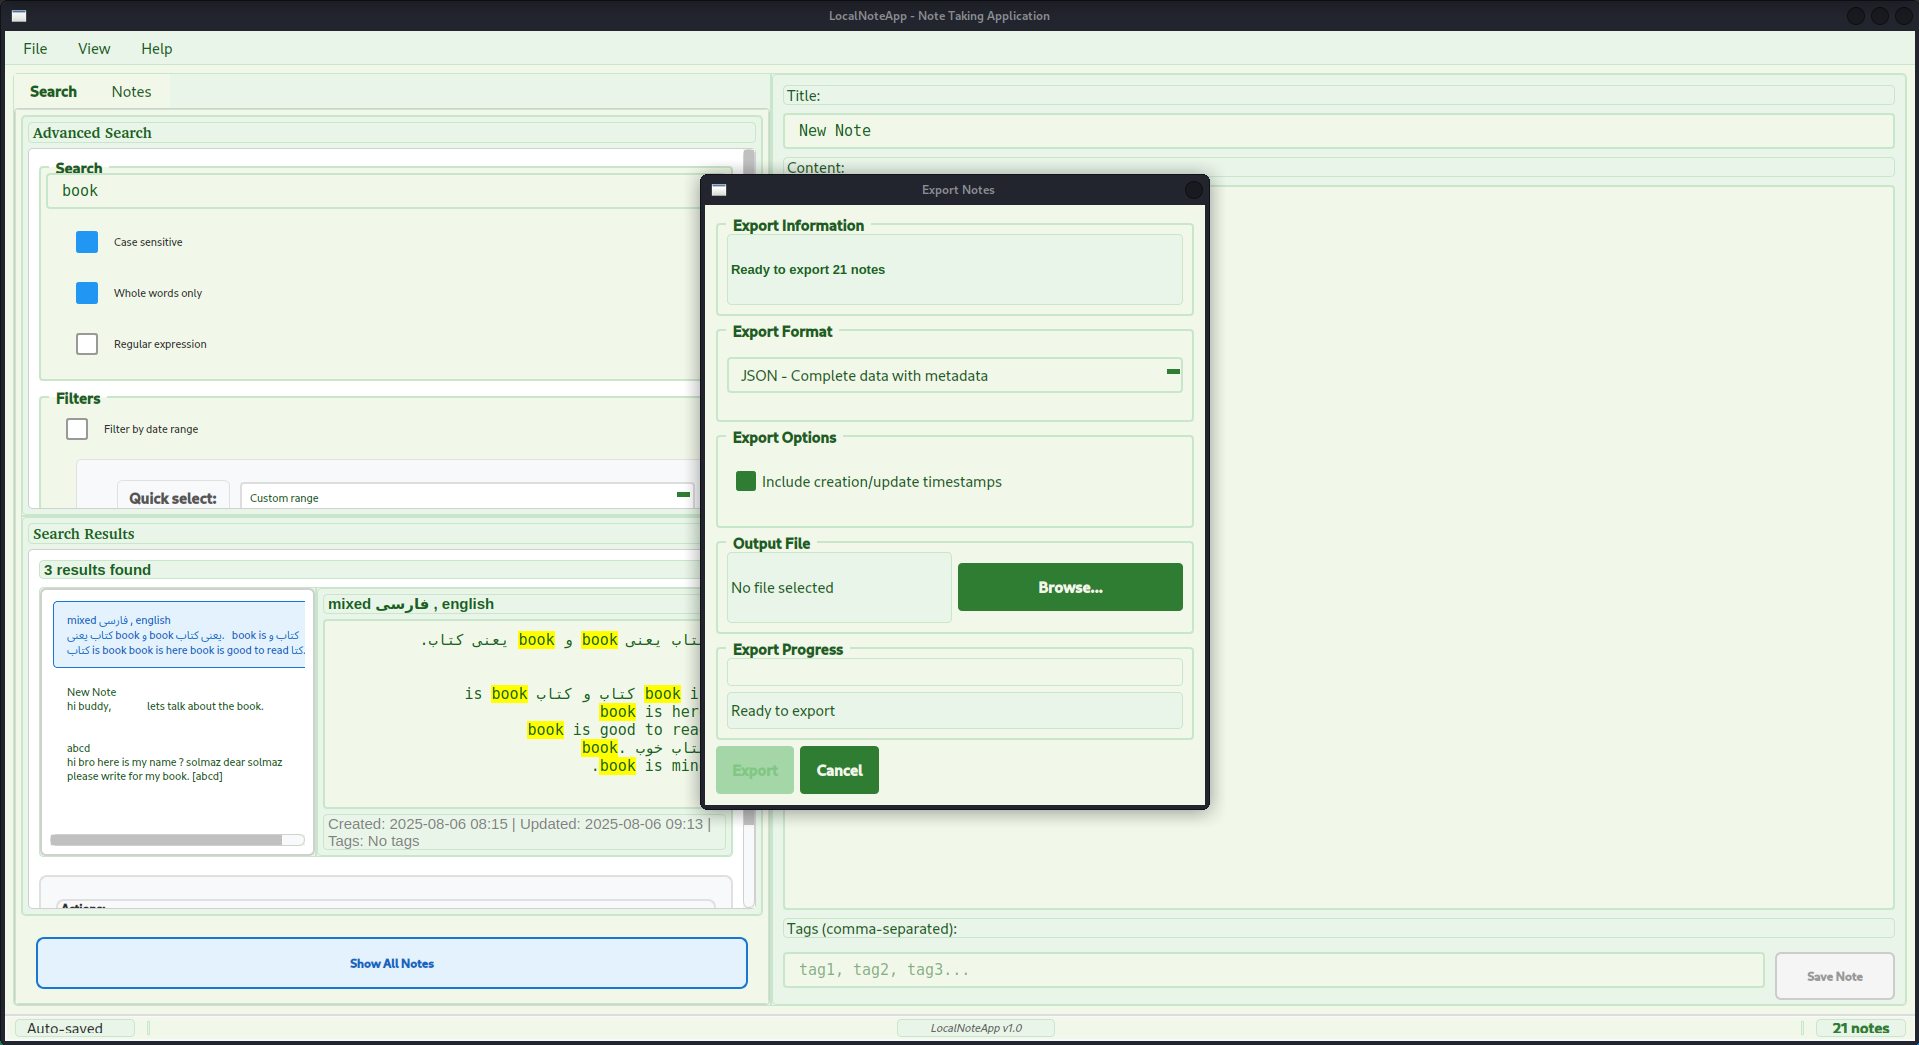 LocalNoteApp - Note Taking Application
File View Help
Search Notes
Advanced Search
Search
book
Case sensitive
Whole words only
Regular expression
Filters
Filter by date range
Quick select: Custom range
Search Results
3 results found
mixed فارسی , english
کتاب یعنی book و book یعنی کتاب. book is کتاب و
کتاب is book book is here book is good to read
New Note
hi buddy, lets talk about the book.
abcd
hi bro here is my name ? solmaz dear solmaz
please write for my book. [abcd]
mixed فارسی , english
یعنی book و book یعنی کتاب.
book کتاب و کتاب book is
book is
book is good to
book. کتاب خوب
book is
Created: 2025-08-06 08:15 | Updated: 2025-08-06 09:13 |
Tags: No tags
Show All Notes
Title:
New Note
Content:
Export Notes
Export Information
Ready to export 21 notes
Export Format
JSON - Complete data with metadata
Export Options
Include creation/update timestamps
Output File
No file selected
Browse...
Export Progress
Ready to export
Export Cancel
Tags (comma-separated):
tag1, tag2, tag3...
Save Note
Auto-saved
LocalNoteApp v1.0
21 notes